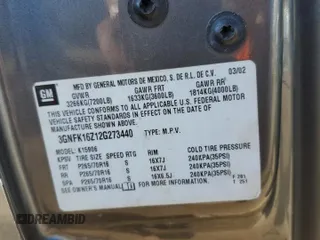 GM
MFD BY GENERAL MOTORS DE MEXICO, S. DE R.L. DE C.V. 03/02
GVWR GAWR FRT GAWR RR
3266KG(7200LB) 1633KG(3600LB) 1814KG(4000LB)
THIS VEHICLE CONFORMS TO ALL APPLICABLE U.S. FEDERAL MOTOR
VEHICLE SAFETY STANDARDS IN EFFECT ON THE DATE OF
MANUFACTURE SHOWN ABOVE.
3GNFK16Z12G273440 TYPE: M.P.V.
MODEL: K15906
TIRE SIZE SPEED RTG RIM COLD TIRE PRESSURE
FRT P265/70R16 S 16X7J 240KPA(35PSI)
RR P265/70R16 S 16X7J 240KPA(35PSI)
SPA P265/70R16 S 16X6.5J 240KPA(35PSI)
SEE OWNER'S MANUAL